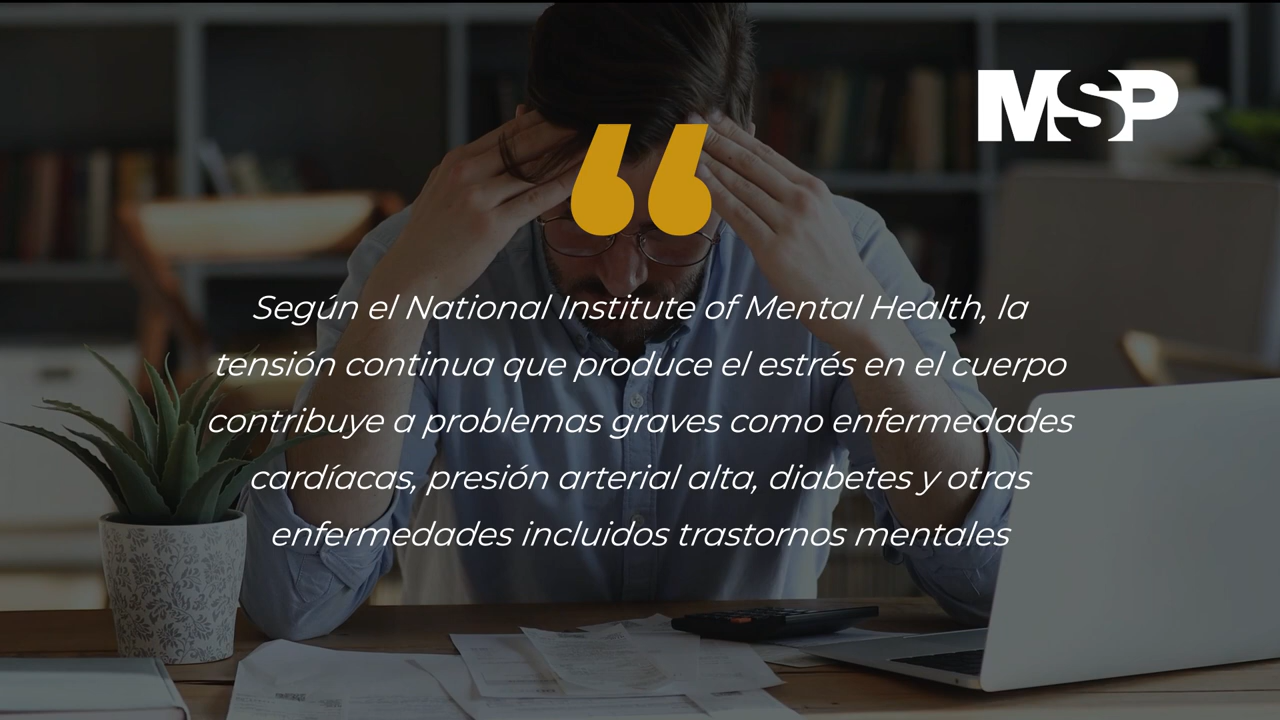 MSP
“
Según el National Institute of Mental Health, la
tensión continua que produce el estrés en el cuerpo
contribuye a problemas graves como enfermedades
cardíacas, presión arterial alta, diabetes y otras
enfermedades incluidos trastornos mentales